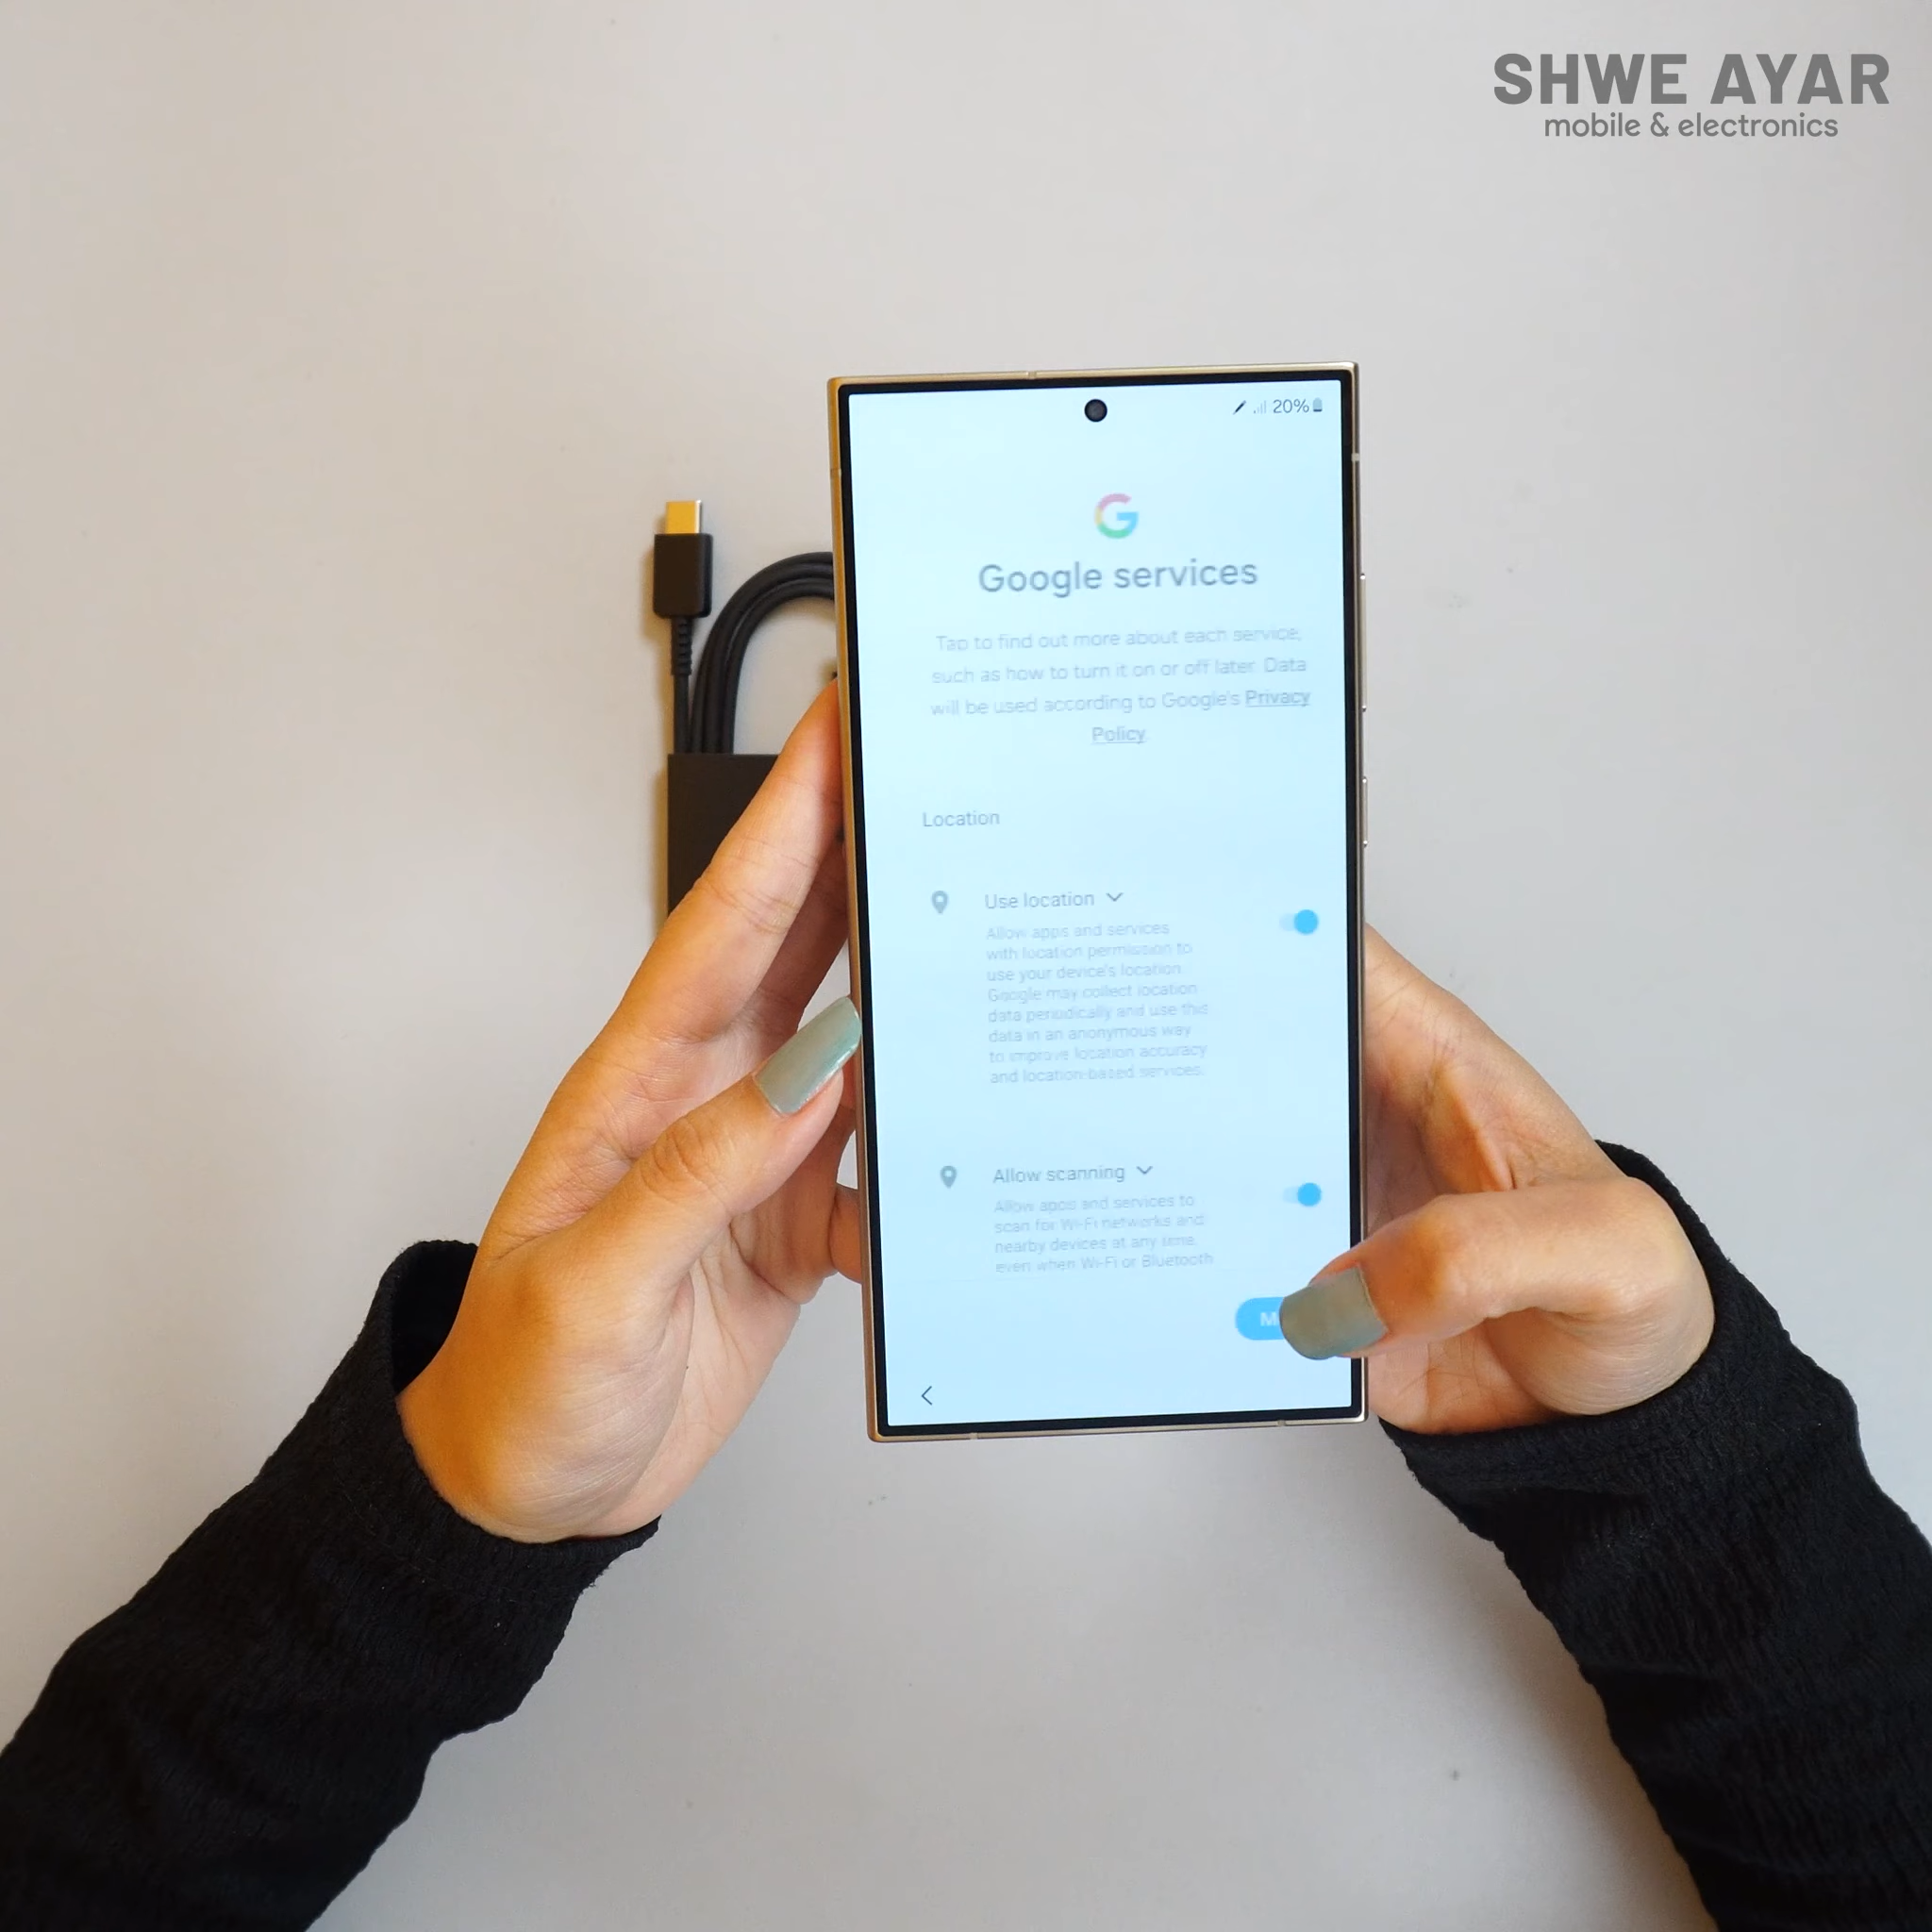 SHWE AYAR
mobile & electronics
20%
G
Google services
Tap to find out more about each service,
such as how to turn it on or off later. Data
will be used according to Google's Privacy
Policy
Location
Use location
Allow apps and services
with location permission to
use your device's location.
Google may collect location
data periodically and use this
data in an anonymous way
to improve location accuracy
and location-based services.
Allow scanning
Allow apps and services to
scan for Wi-Fi networks and
nearby devices at any time,
even when Wi-Fi or Bluetooth